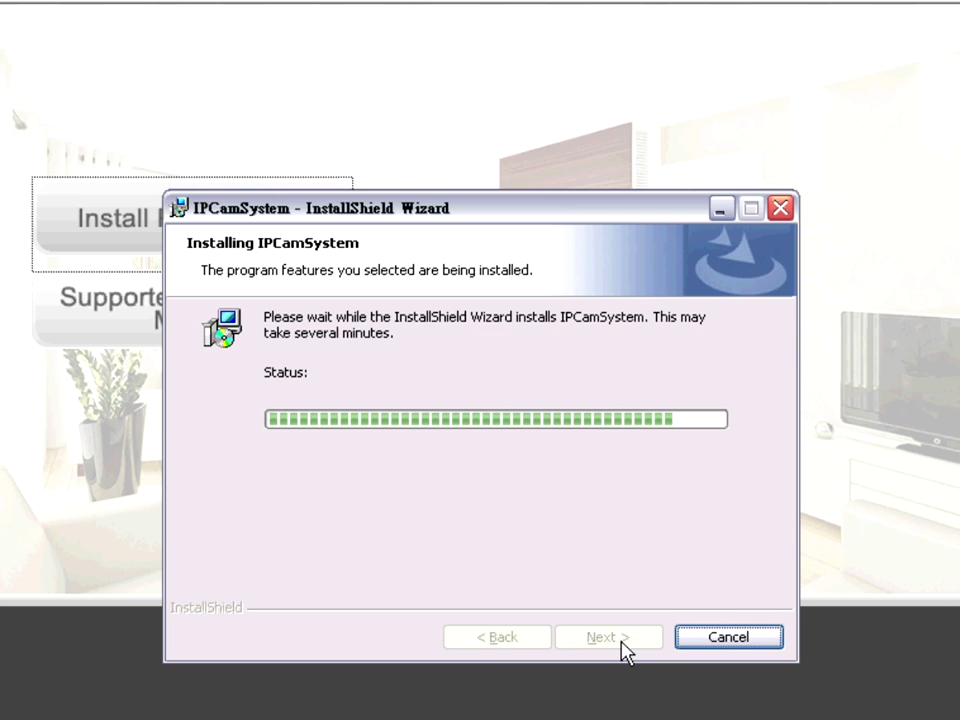 Install
Supporte
IPCamSystem - InstallShield Wizard
Installing IPCamSystem
The program features you selected are being installed.
Please wait while the InstallShield Wizard installs IPCamSystem. This may
take several minutes.
Status:
InstallShield
< Back
Next >
Cancel